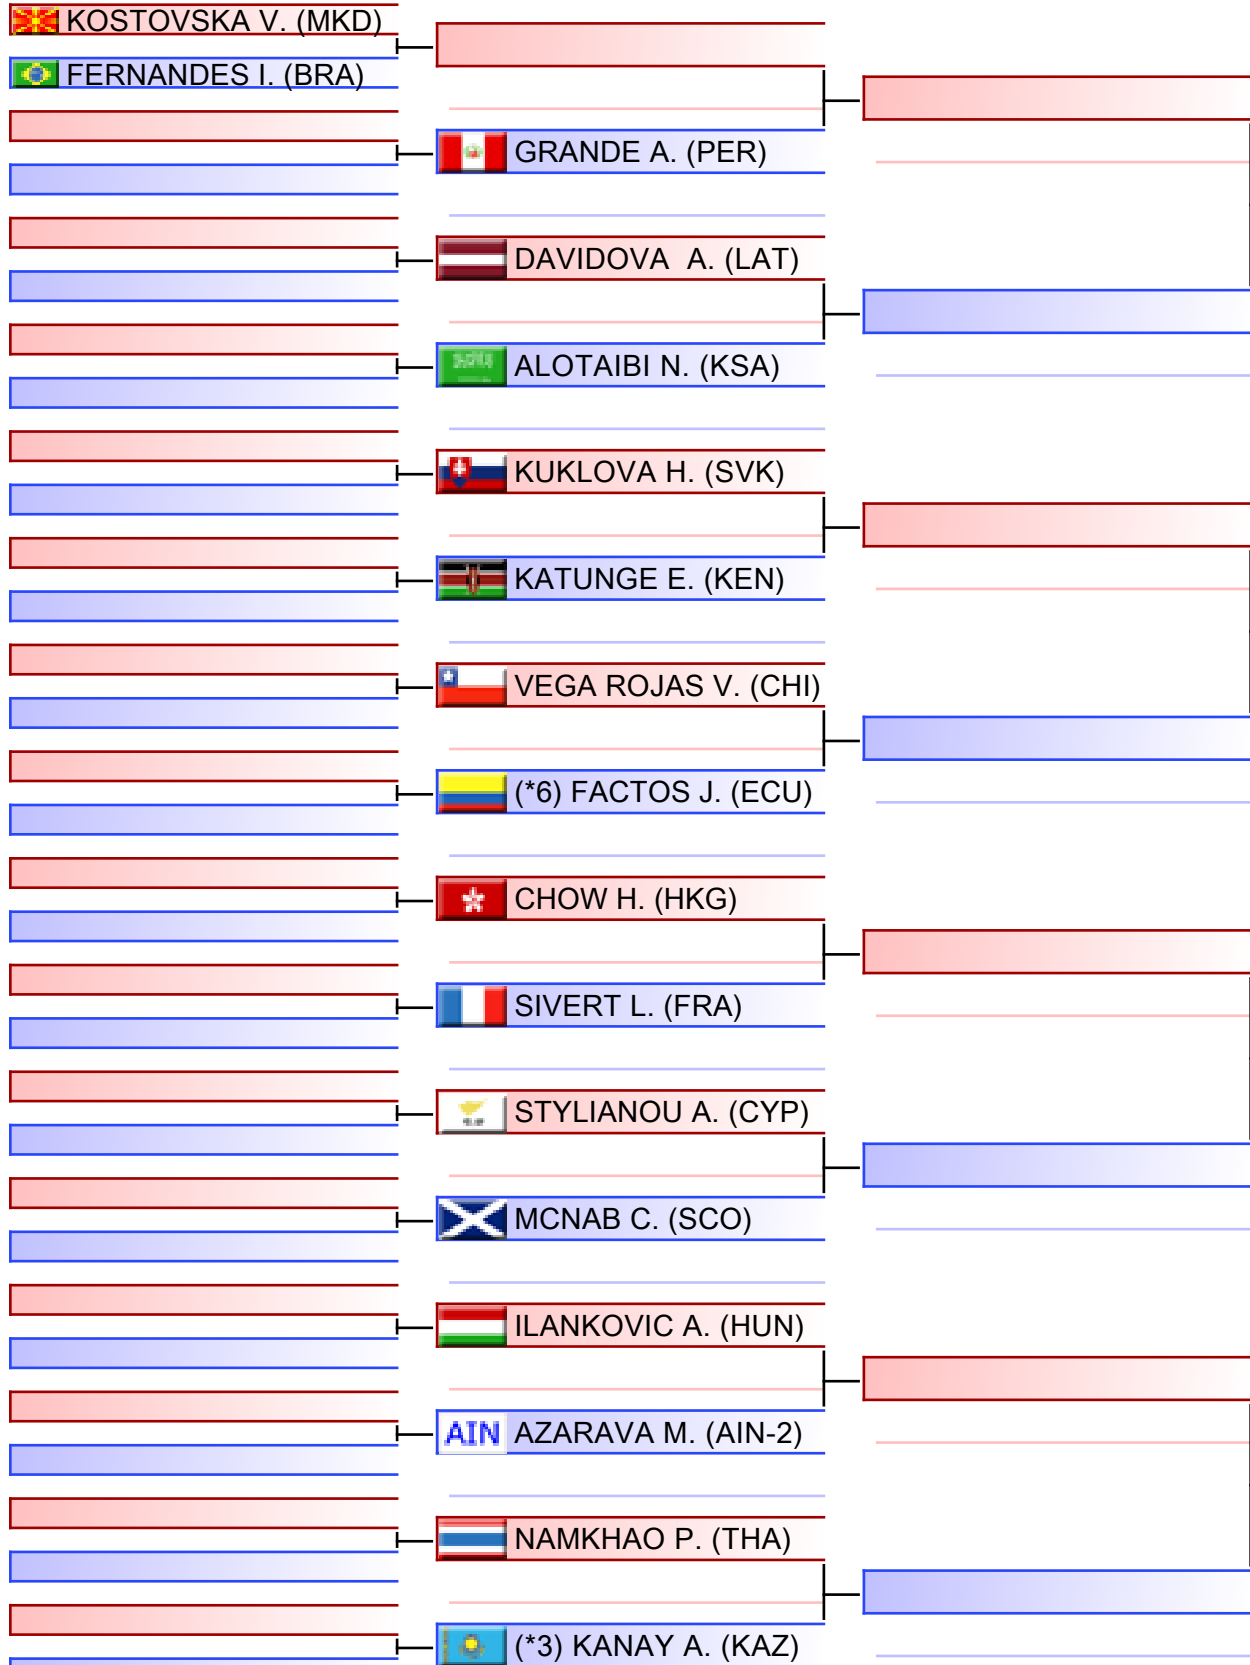 KOSTOVSKA V. (MKD)
FERNANDES I. (BRA)
GRANDE A. (PER)
DAVIDOVA  A. (LAT)
ALOTAIBI N. (KSA)
KUKLOVA H. (SVK)
KATUNGE E. (KEN)
VEGA ROJAS V. (CHI)
(*6) FACTOS J. (ECU)
CHOW H. (HKG)
SIVERT L. (FRA)
STYLIANOU A. (CYP)
MCNAB C. (SCO)
ILANKOVIC A. (HUN)
AIN AZARAVA M. (AIN-2)
NAMKHAO P. (THA)
(*3) KANAY A. (KAZ)